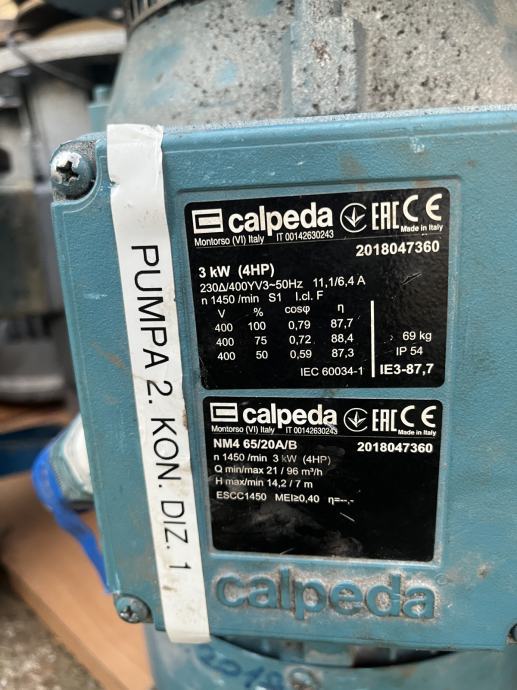 PUMPA 2. KON. DIZ. 1
calpeda EAC CE
Montorso (VI) Italy IT 00142630243 Made in Italy
2018047360
3 kW (4HP)
230Δ/400YV3~50Hz 11,1/6,4 A
n 1450 /min S1 I.cl. F
V % cosφ η
400 100 0,79 87,7
400 75 0,72 88,4 69 kg
400 50 0,59 87,3 IP 54
IEC 60034-1 IE3-87,7
calpeda EAC CE
Montorso (VI) Italy IT 00142630243 Made in Italy
NM4 65/20A/B 2018047360
n 1450 /min 3 kW (4HP)
Q min/max 21 / 96 m³/h
H max/min 14,2 / 7 m
ESCC1450 MEI≥0,40 η=--,-
calpeda